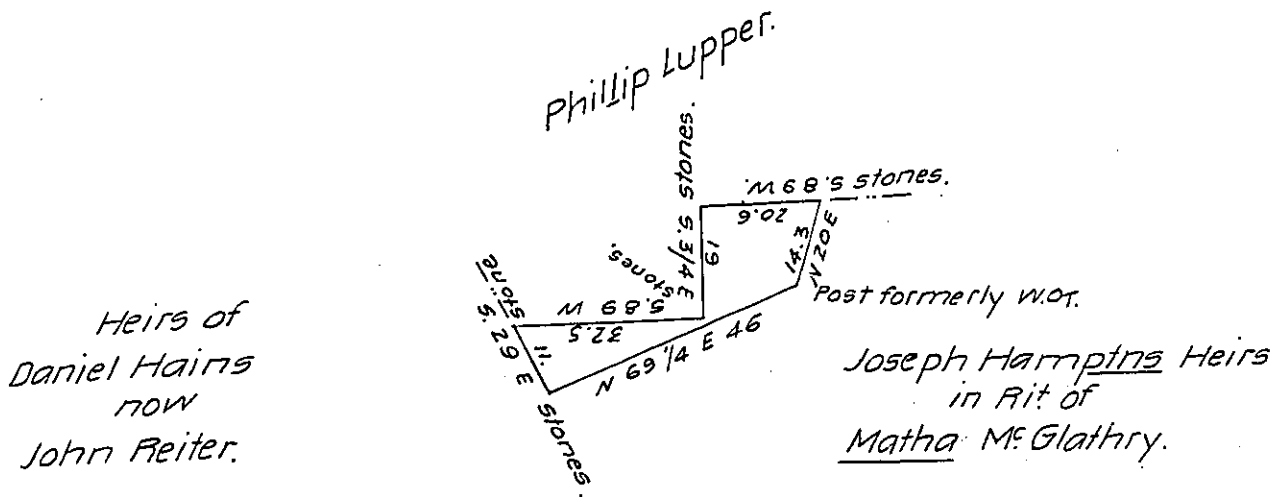 Phillip Lupper.
stones.
S. 3/4 E
19
S. 89 W.
20.6
stones.
14.3
N 20 E
Post formerly W.O.
stones.
S. 89 W
32.5
stone
S. 29 E
11.
stones.
N 69 1/4 E 46
Heirs of
Daniel Hains
now
John Reiter.
Joseph Hamptns Heirs
in Rit of
Matha McGlathry.